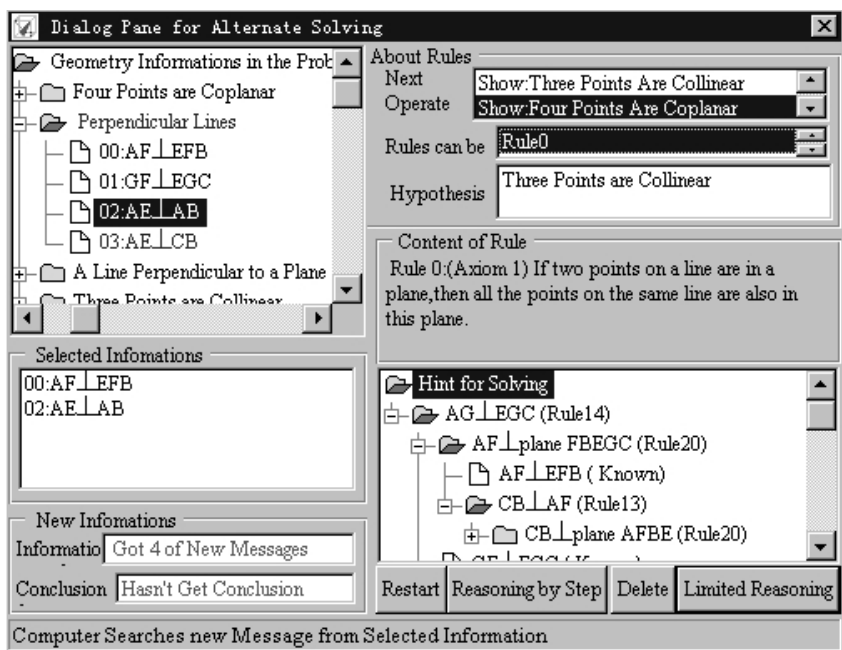 Dialog Pane for Alternate Solving
Geometry Informations in the Prob
Four Points are Coplanar
Perpendicular Lines
00:AF⊥EFB
01:GF⊥EGC
02:AE⊥AB
03:AE⊥CB
A Line Perpendicular to a Plane
Three Points are Collinear
About Rules
Next
Operate
Show:Three Points Are Collinear
Show:Four Points Are Coplanar
Rules can be
Rule0
Hypothesis
Three Points are Collinear
Content of Rule
Rule 0:(Axiom 1) If two points on a line are in a
plane,then all the points on the same line are also in
this plane.
Selected Infomations
00:AF⊥EFB
02:AE⊥AB
New Infomations
Informatio
Got 4 of New Messages
Conclusion
Hasn't Get Conclusion
Hint for Solving
AG⊥EGC (Rule14)
AF⊥plane FBEGC (Rule20)
AF⊥EFB ( Known)
CB⊥AF (Rule13)
CB⊥plane AFBE (Rule20)
Restart
Reasoning by Step
Delete
Limited Reasoning
Computer Searches new Message from Selected Information